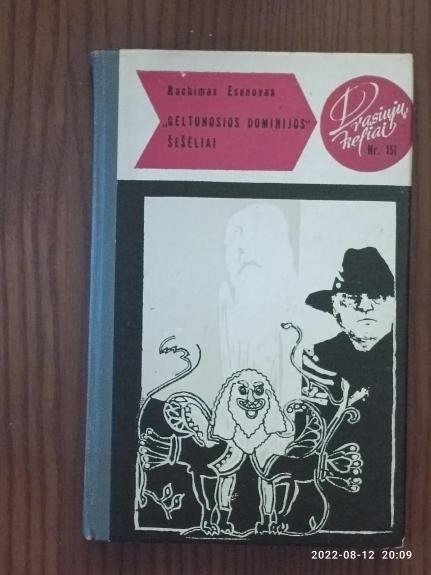 Rachimas Esenovas
„GELTONOSIOS DOMINIJOS“
ŠEŠĖLIAI
Drąsiųjų
keliai
Nr. 151
2022-08-12 20:09